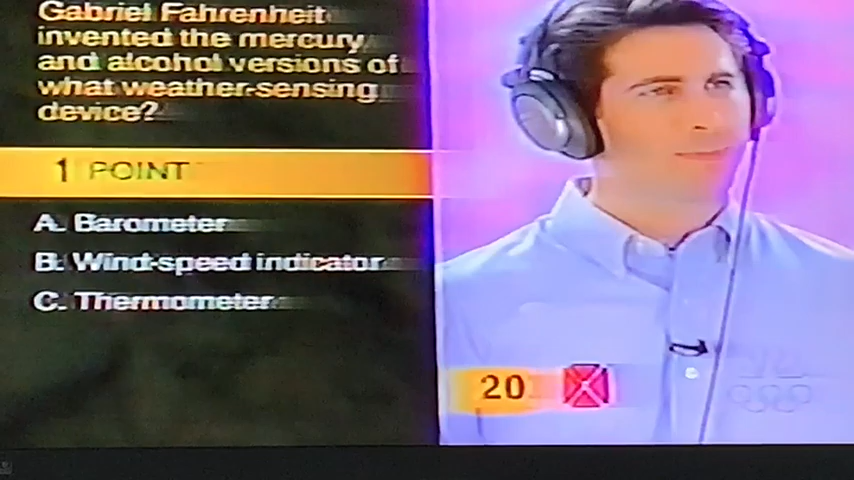 Gabriel Fahrenheit
invented the mercury
and alcohol versions of
what weather-sensing
device?
1 POINT
A. Barometer
B. Wind-speed indicator
C. Thermometer
20